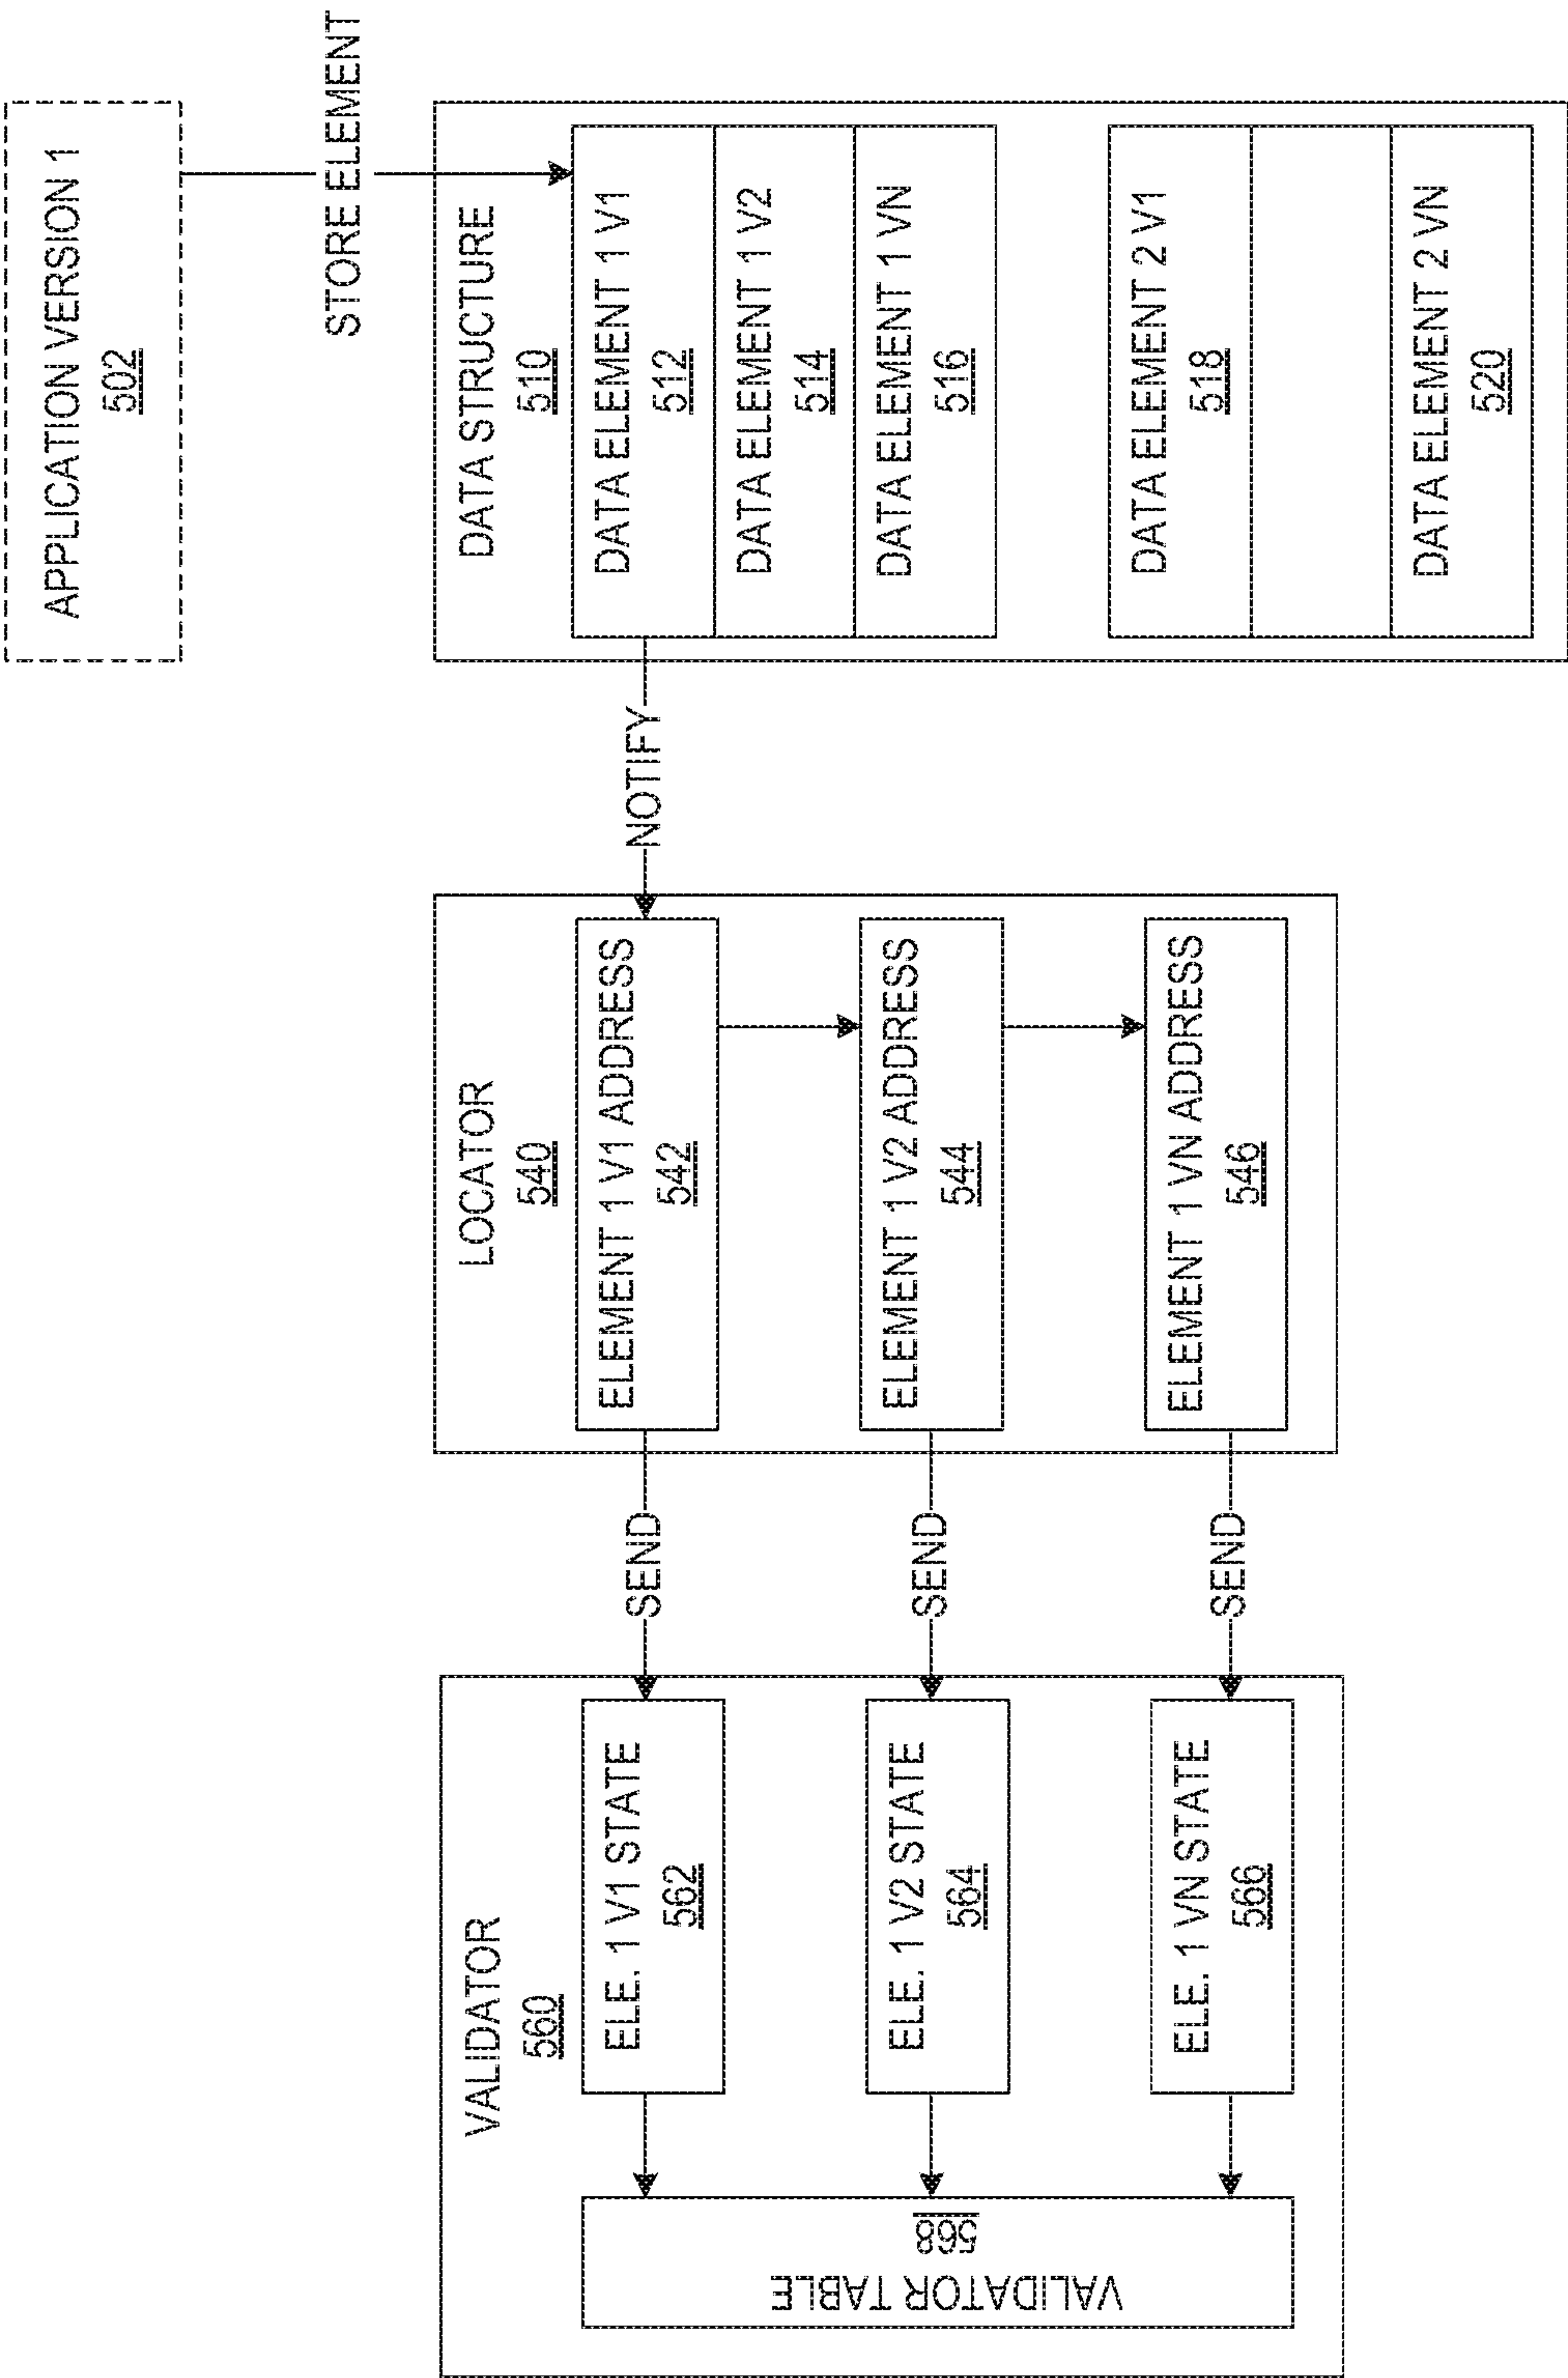 APPLICATION VERSION 1
502
STORE ELEMENT
DATA STRUCTURE
510
DATA ELEMENT 1 V1
512
DATA ELEMENT 1 V2
514
DATA ELEMENT 1 VN
516
DATA ELEMENT 2 V1
518
DATA ELEMENT 2 VN
520
NOTIFY
LOCATOR
540
ELEMENT 1 V1 ADDRESS
542
ELEMENT 1 V2 ADDRESS
544
ELEMENT 1 VN ADDRESS
546
SEND
SEND
SEND
VALIDATOR
560
ELE. 1 V1 STATE
562
ELE. 1 V2 STATE
564
ELE. 1 VN STATE
566
VALIDATOR TABLE
568